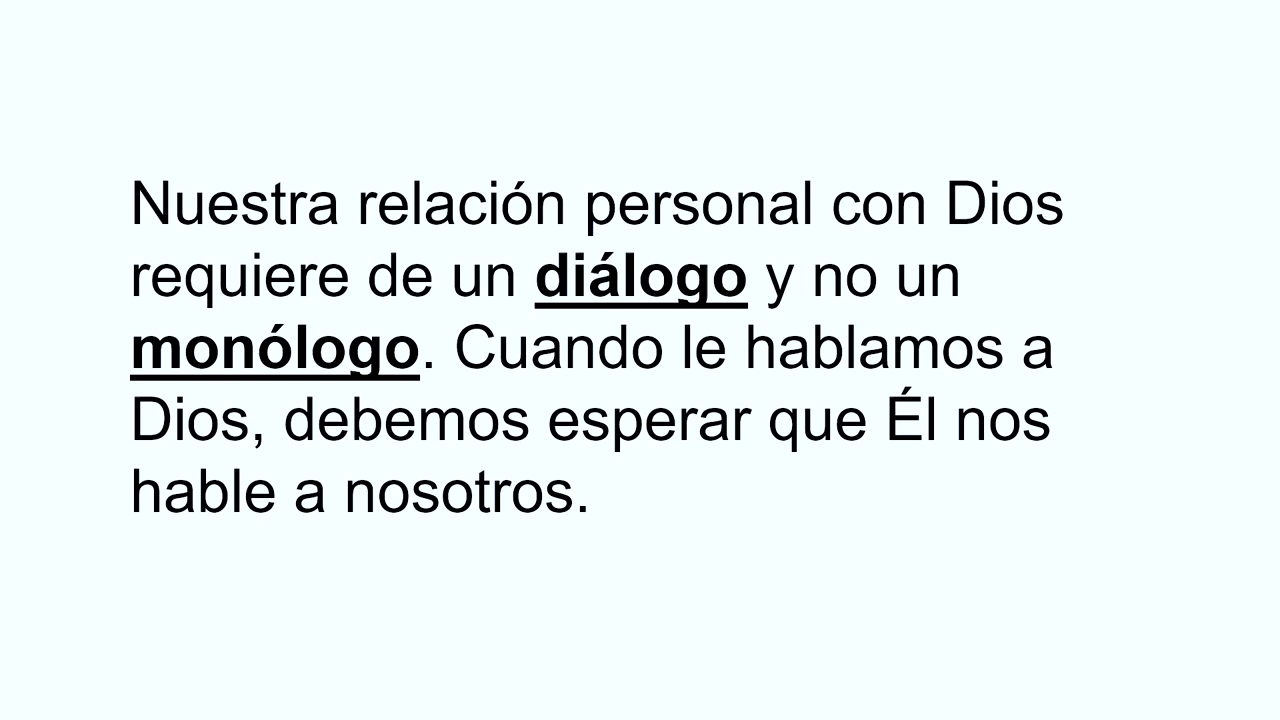 Nuestra relación personal con Dios
requiere de un diálogo y no un
monólogo. Cuando le hablamos a
Dios, debemos esperar que Él nos
hable a nosotros.